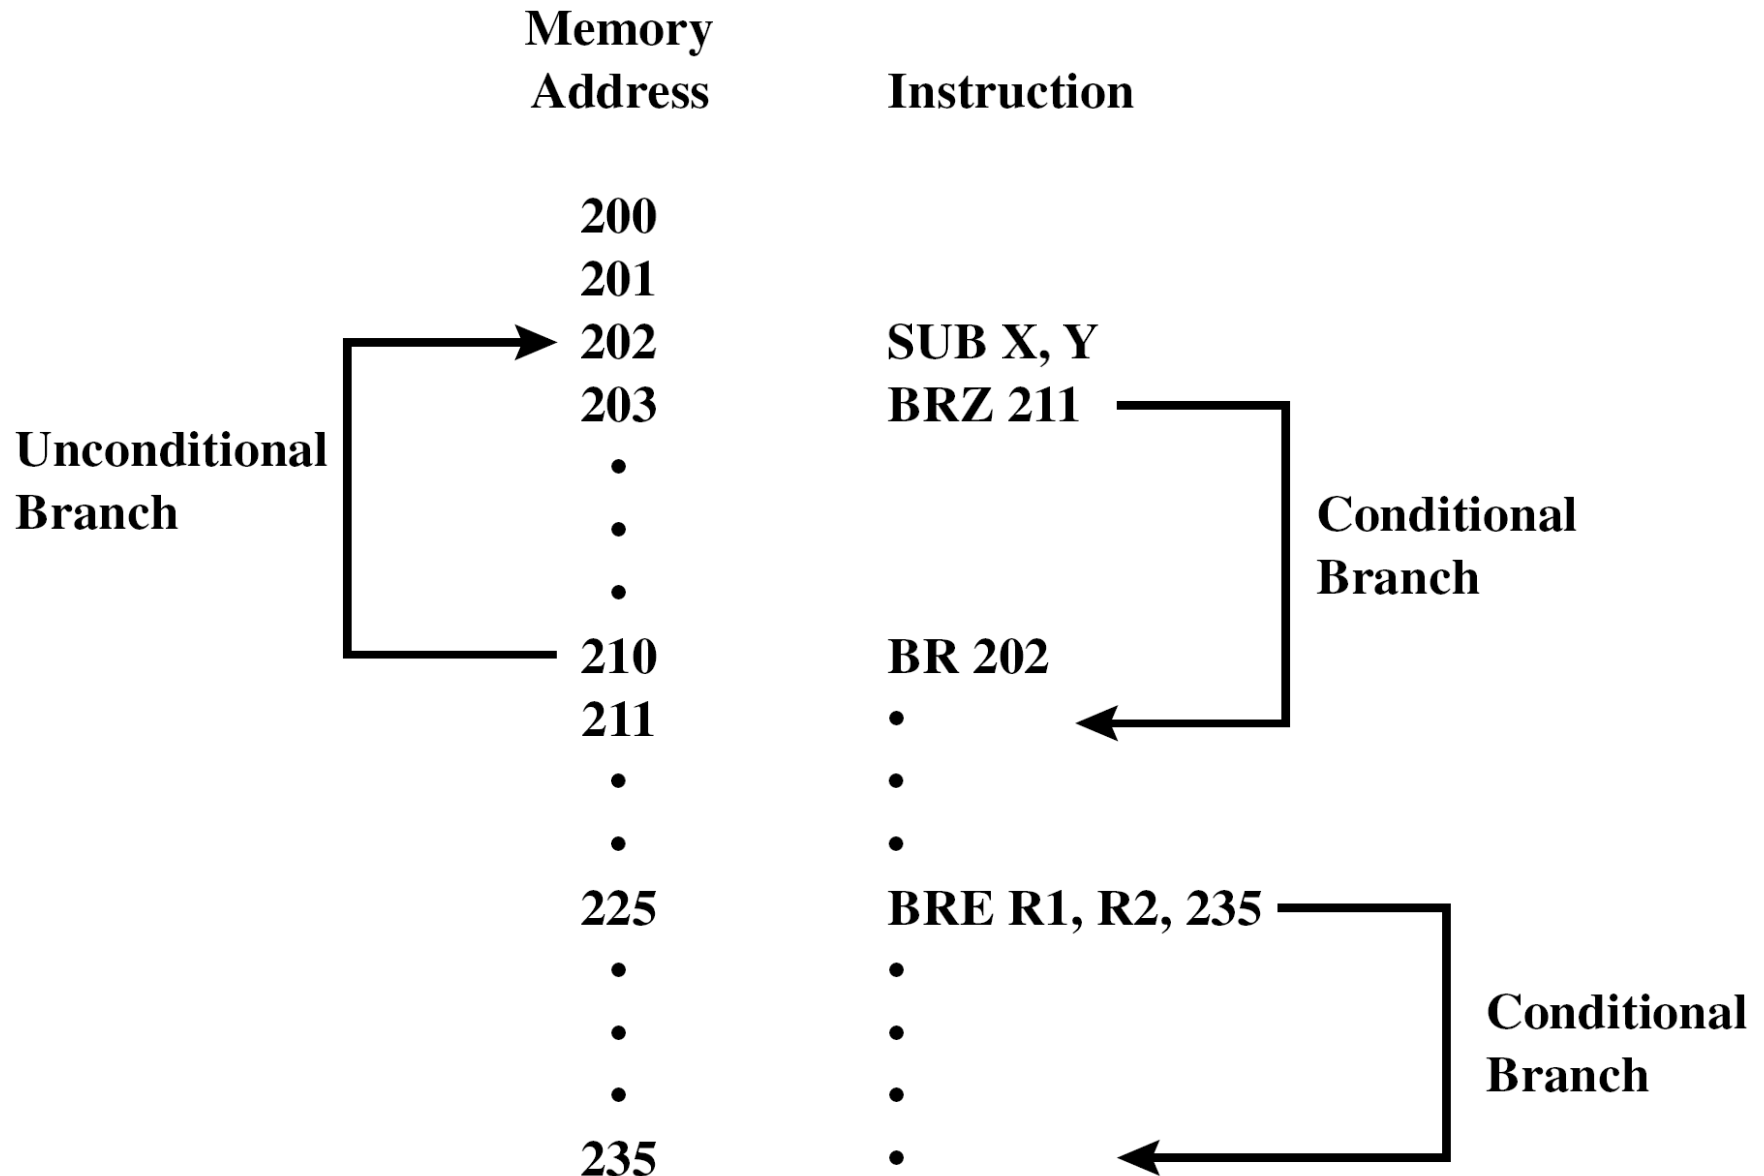 Memory
Address Instruction
200
201
202 SUB X, Y
203 BRZ 211
Unconditional
Branch
Conditional
Branch
210 BR 202
211
225 BRE R1, R2, 235
Conditional
Branch
235